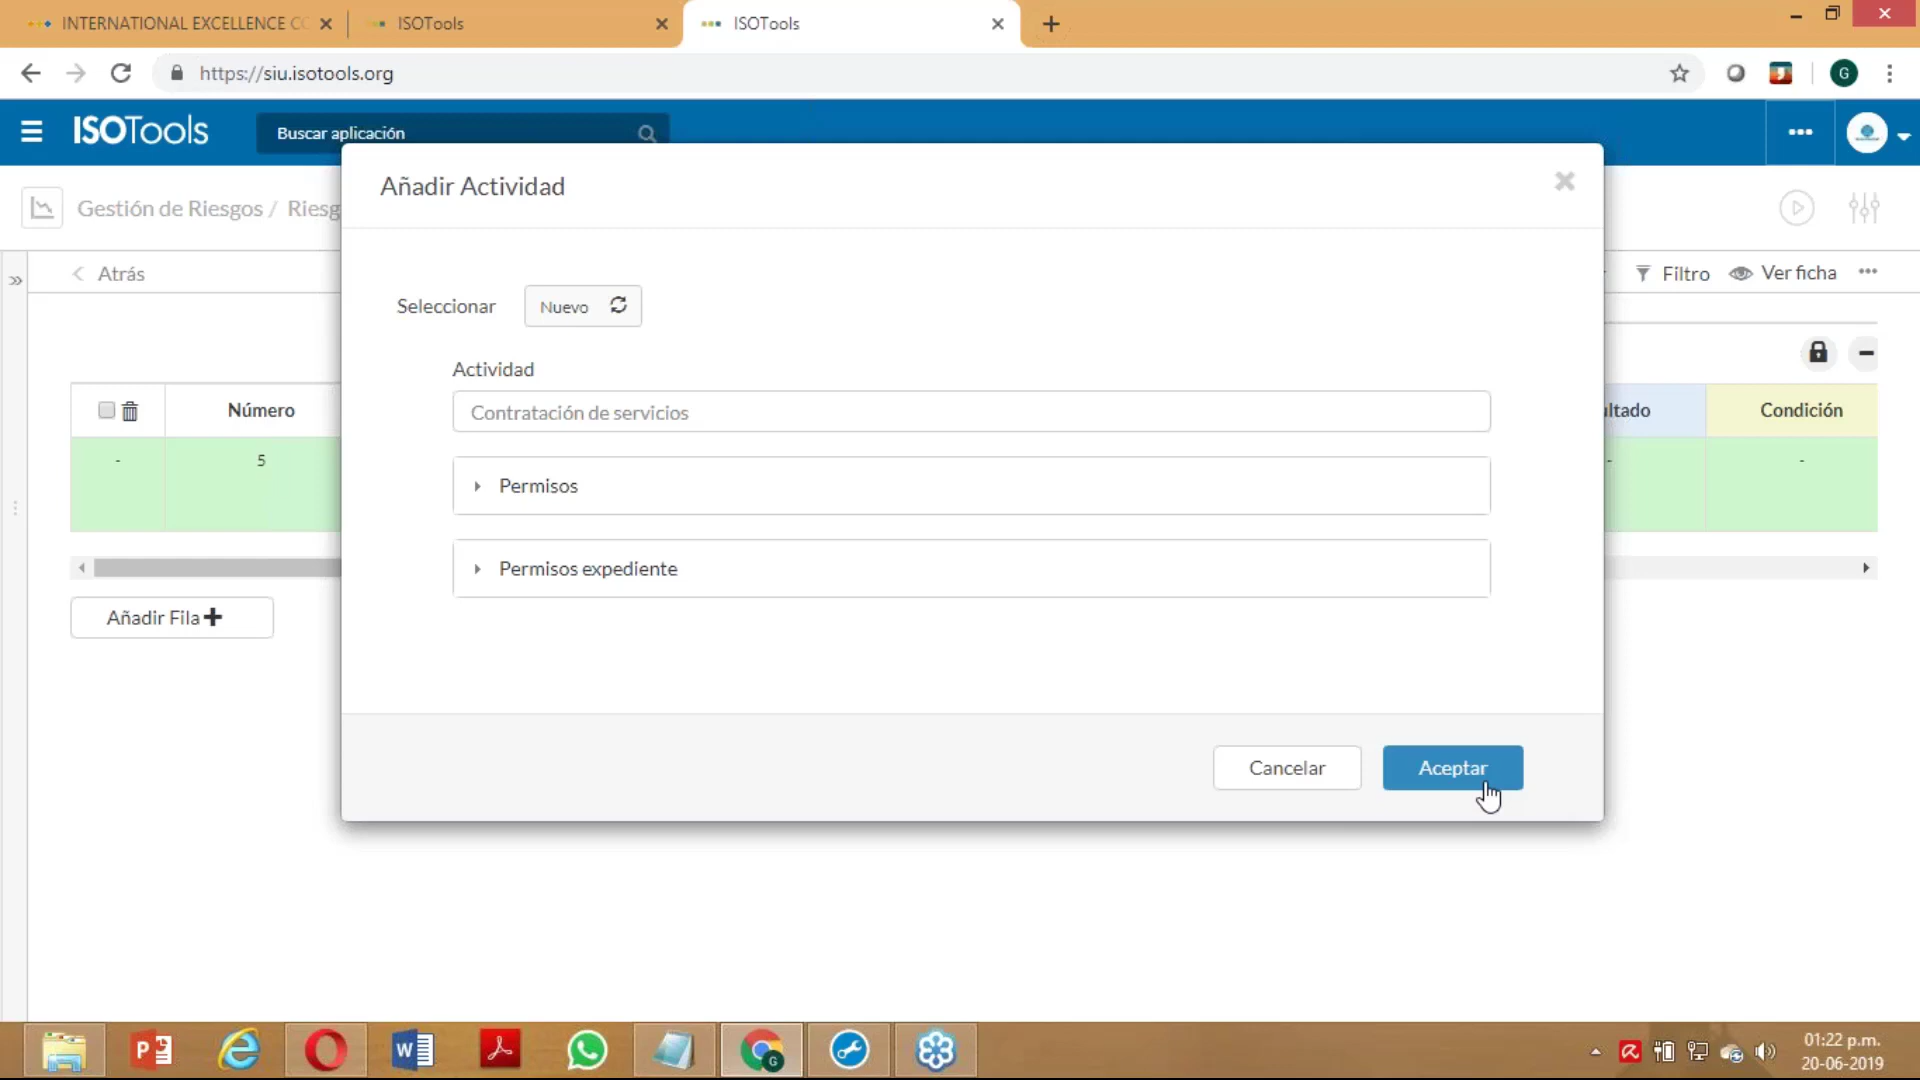 INTERNATIONAL EXCELLENCE CO
ISOTools
ISOTools
https://siu.isotools.org
G
ISOTools
Buscar aplicación
Añadir Actividad
Gestión de Riesgos / Riesg
Atrás
Filtro
Ver ficha
Seleccionar
Nuevo
Actividad
Contratación de servicios
Número
ltado
Condición
-
5
-
-
Permisos
Permisos expediente
Añadir Fila
Cancelar
Aceptar
01:22 p.m.
20-06-2019